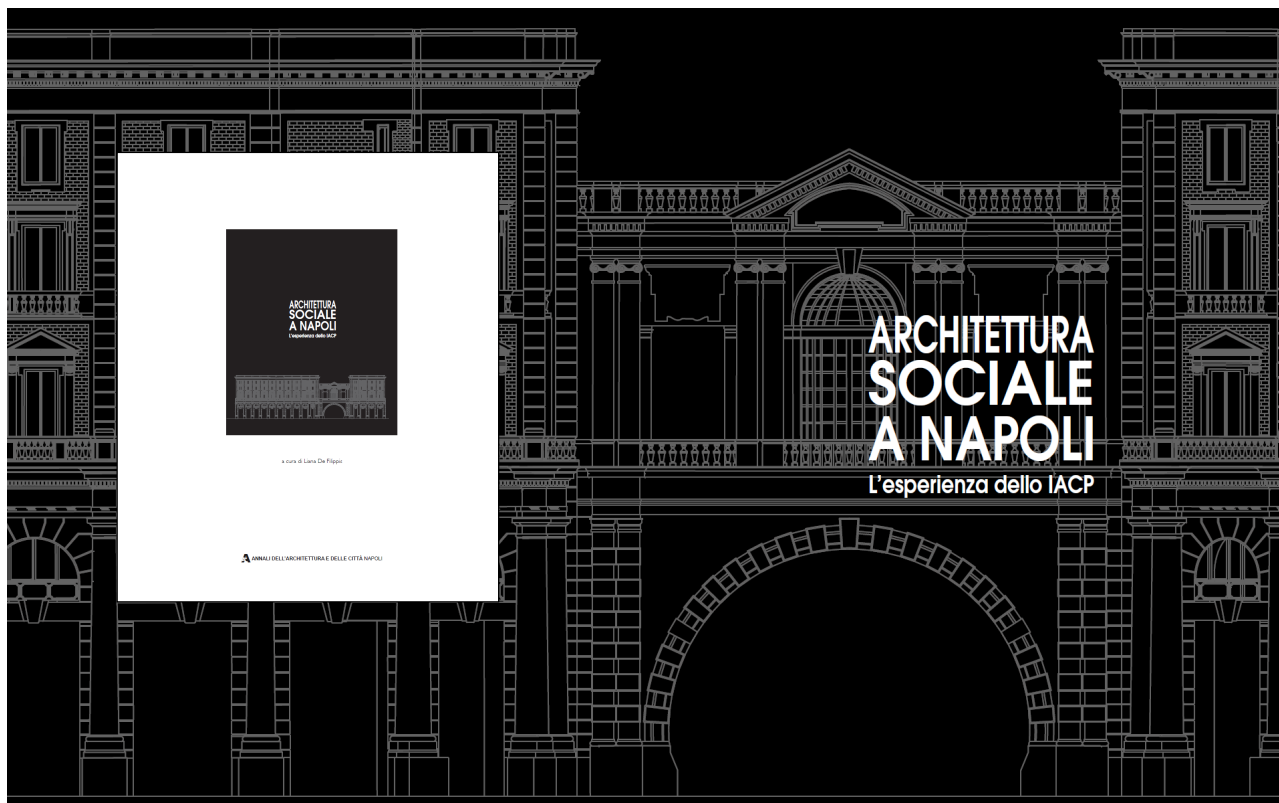 ARCHITETTURA
SOCIALE
A NAPOLI
L'esperienza dello IACP
a cura di Liana De Filippis
ANNALI DELL'ARCHITETTURA E DELLE CITTÀ NAPOLI
ARCHITETTURA
SOCIALE
A NAPOLI
L'esperienza dello IACP